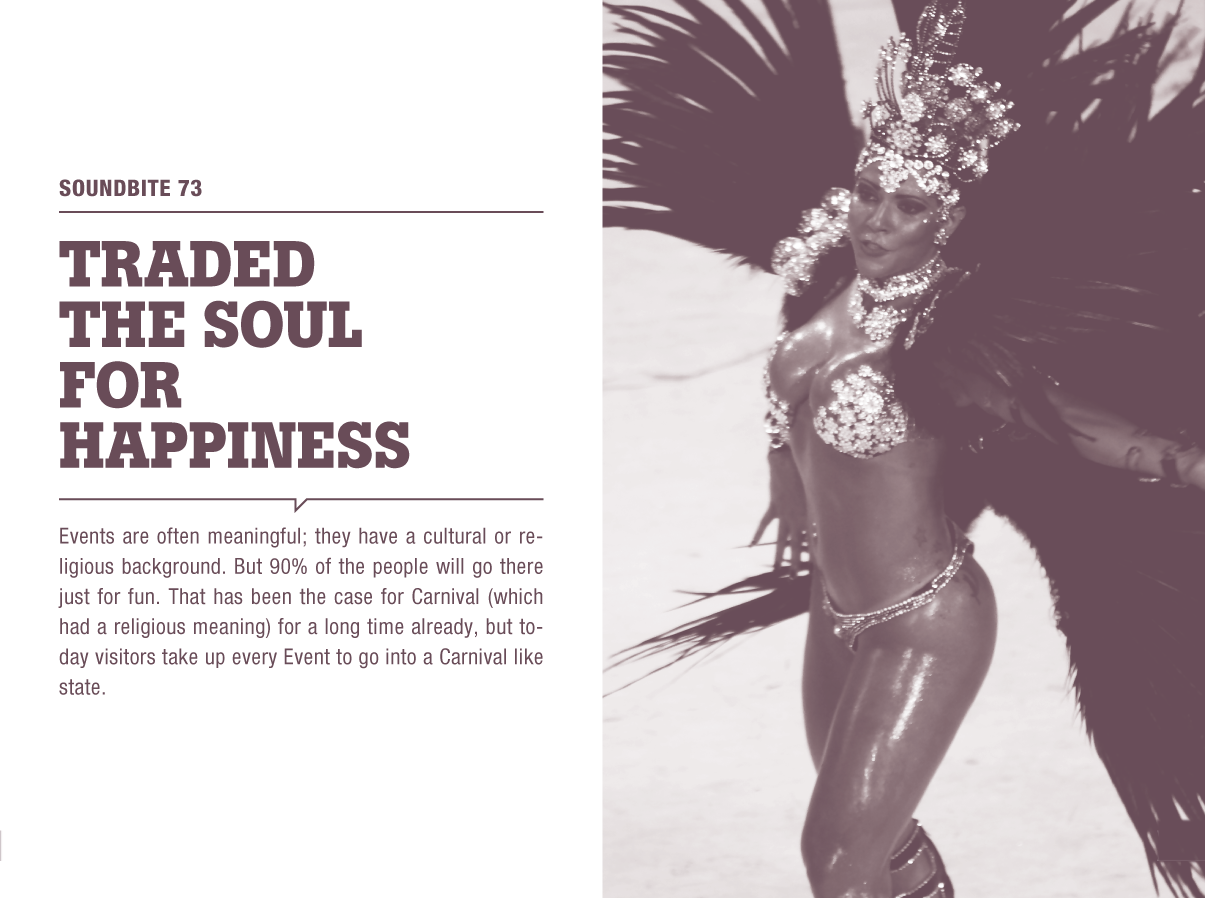 SOUNDBITE 73
TRADED
THE SOUL
FOR
HAPPINESS
Events are often meaningful; they have a cultural or re-
ligious background. But 90% of the people will go there
just for fun. That has been the case for Carnival (which
had a religious meaning) for a long time already, but to-
day visitors take up every Event to go into a Carnival like
state.